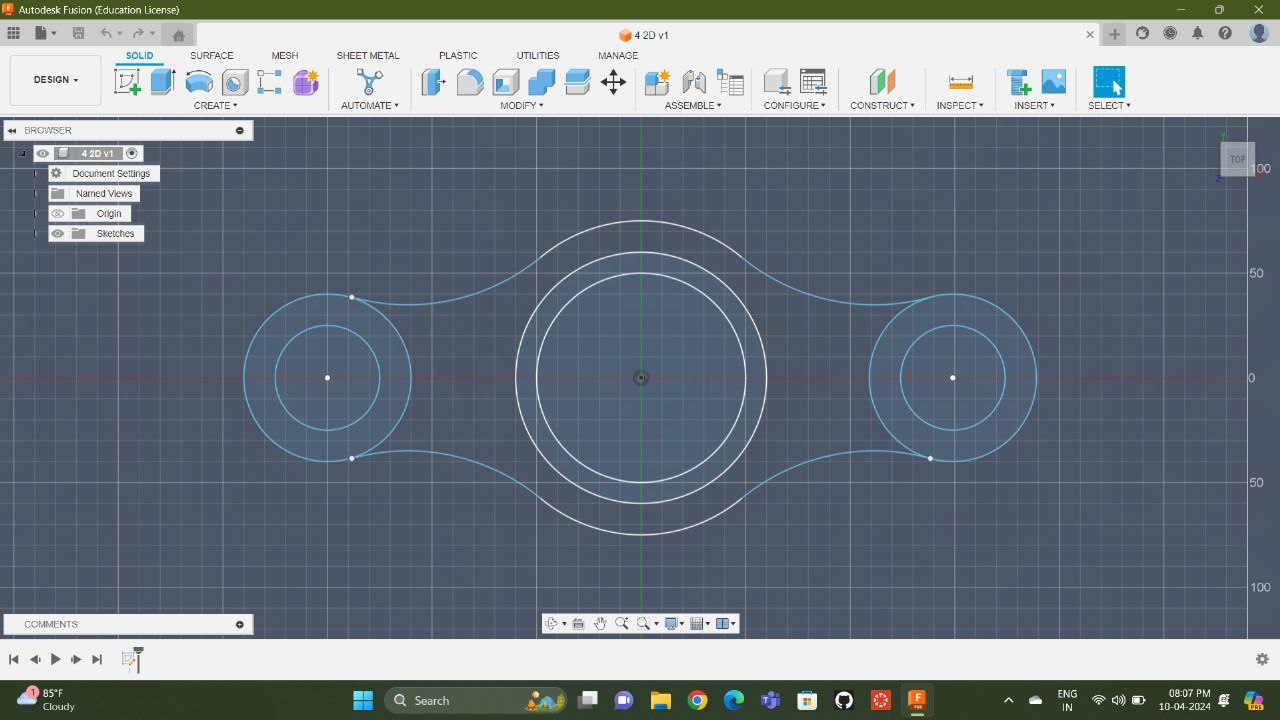 Autodesk Fusion (Education License)
4 2D v1
SOLID SURFACE MESH SHEET METAL PLASTIC UTILITIES MANAGE
DESIGN
CREATE AUTOMATE MODIFY ASSEMBLE CONFIGURE CONSTRUCT INSPECT INSERT SELECT
BROWSER
4 2D v1
Document Settings
Named Views
Origin
Sketches
Y
TOP
Z
100
50
0
50
100
COMMENTS
1
85°F
Cloudy
Search
ENG
IN
08:07 PM
10-04-2024